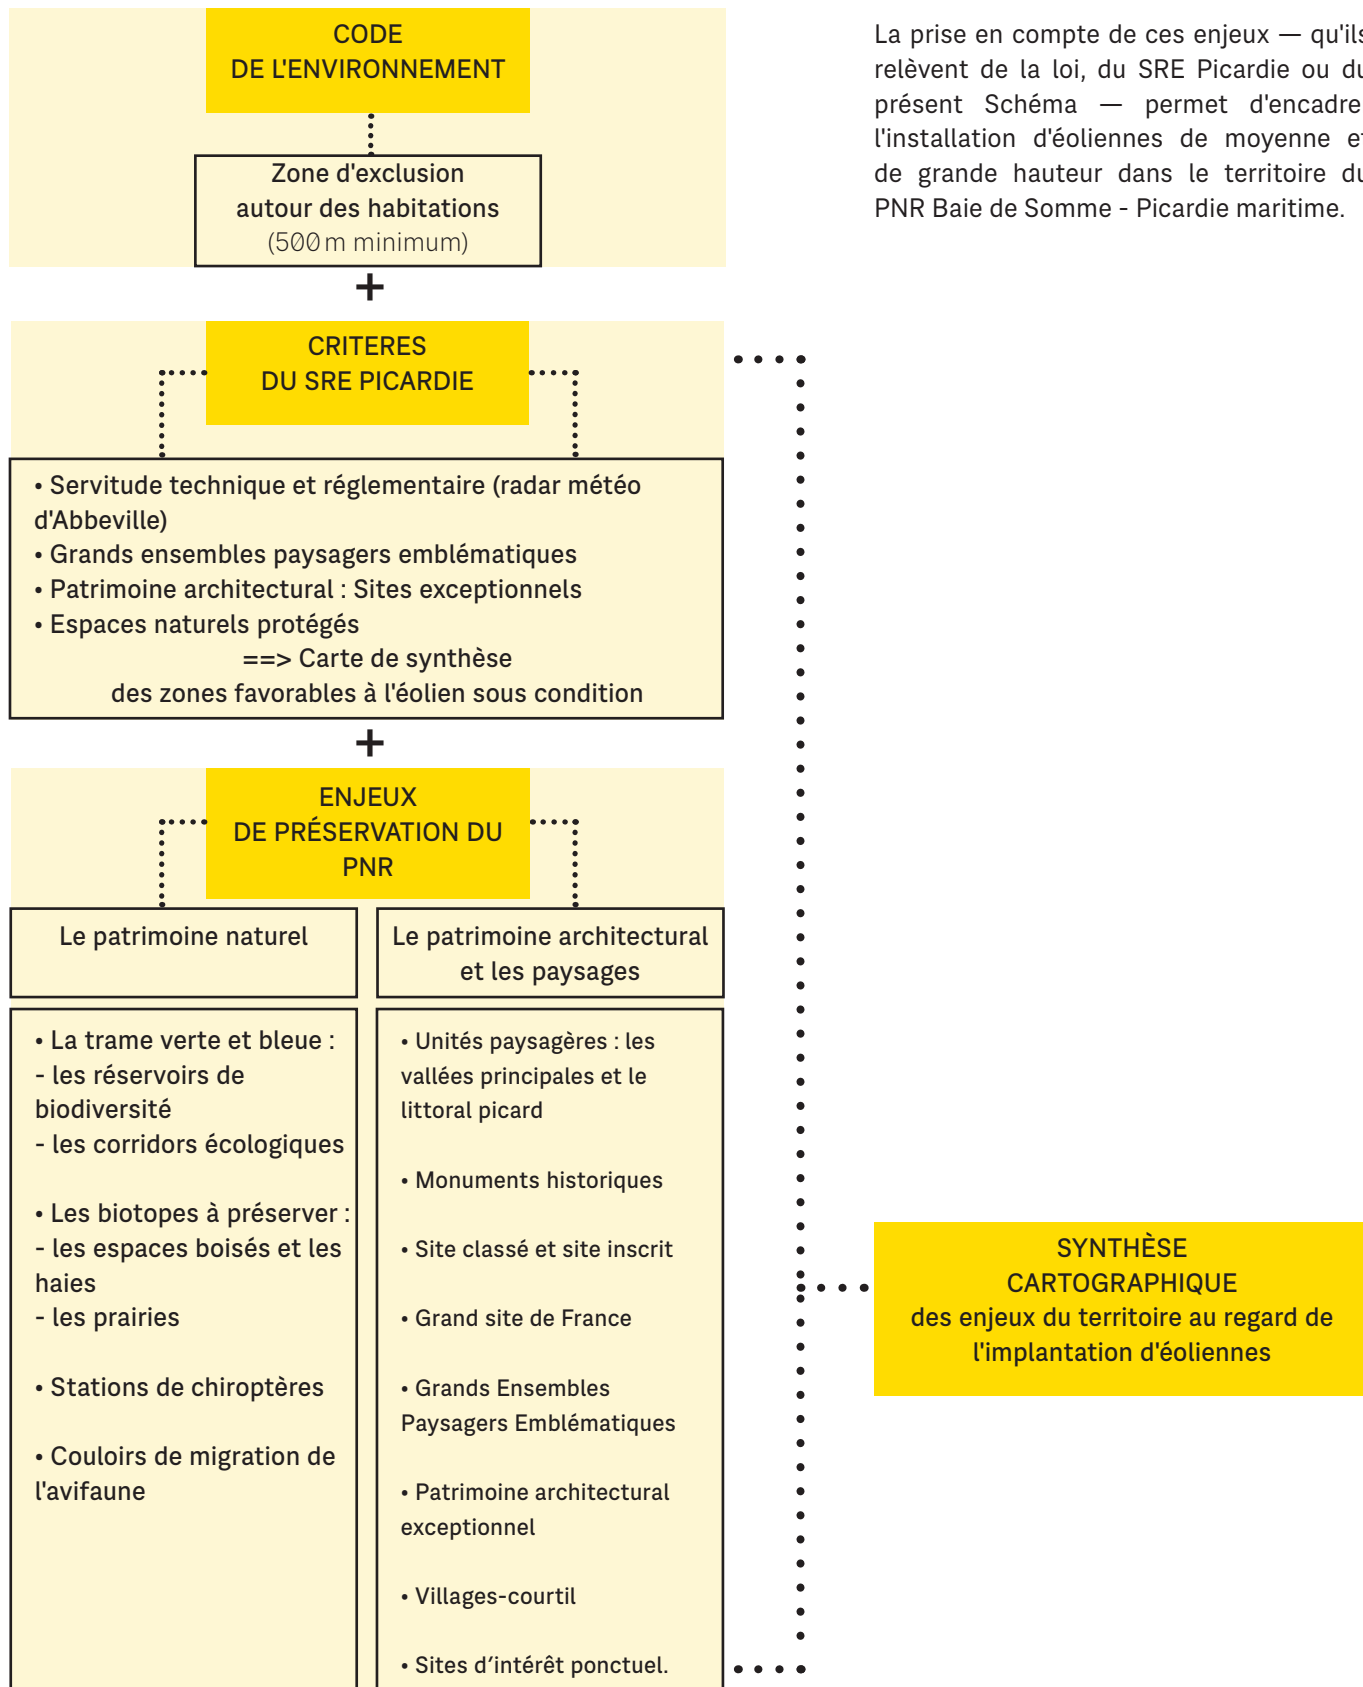 CODE
DE L'ENVIRONNEMENT
Zone d'exclusion
autour des habitations
(500 m minimum)
+
CRITERES
DU SRE PICARDIE
• Servitude technique et réglementaire (radar météo
d'Abbeville)
• Grands ensembles paysagers emblématiques
• Patrimoine architectural : Sites exceptionnels
• Espaces naturels protégés
==> Carte de synthèse
des zones favorables à l'éolien sous condition
+
ENJEUX
DE PRÉSERVATION DU
PNR
Le patrimoine naturel
• La trame verte et bleue :
- les réservoirs de
biodiversité
- les corridors écologiques
• Les biotopes à préserver :
- les espaces boisés et les
haies
- les prairies
• Stations de chiroptères
• Couloirs de migration de
l'avifaune
Le patrimoine architectural
et les paysages
• Unités paysagères : les
vallées principales et le
littoral picard
• Monuments historiques
• Site classé et site inscrit
• Grand site de France
• Grands Ensembles
Paysagers Emblématiques
• Patrimoine architectural
exceptionnel
• Villages-courtil
• Sites d’intérêt ponctuel.
La prise en compte de ces enjeux — qu'ils
relèvent de la loi, du SRE Picardie ou du
présent Schéma — permet d'encadre
l'installation d'éoliennes de moyenne et
de grande hauteur dans le territoire du
PNR Baie de Somme - Picardie maritime.
SYNTHÈSE
CARTOGRAPHIQUE
des enjeux du territoire au regard de
l'implantation d'éoliennes